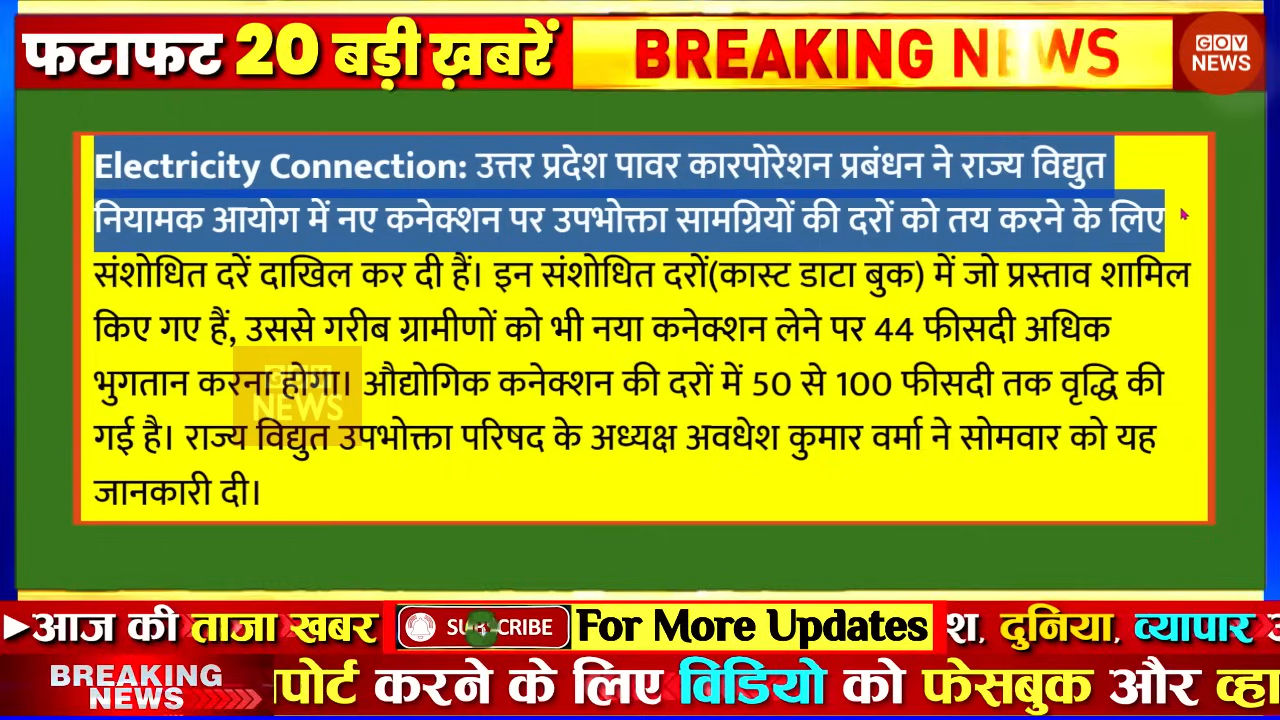 फटाफट 20 बड़ी ख़बरें
BREAKING NEWS
GOV
NEWS
Electricity Connection: उत्तर प्रदेश पावर कारपोरेशन प्रबंधन ने राज्य विद्युत
नियामक आयोग में नए कनेक्शन पर उपभोक्ता सामग्रियों की दरों को तय करने के लिए
संशोधित दरें दाखिल कर दी हैं। इन संशोधित दरों(कास्ट डाटा बुक) में जो प्रस्ताव शामिल
किए गए हैं, उससे गरीब ग्रामीणों को भी नया कनेक्शन लेने पर 44 फीसदी अधिक
भुगतान करना होगा। औद्योगिक कनेक्शन की दरों में 50 से 100 फीसदी तक वृद्धि की
गई है। राज्य विद्युत उपभोक्ता परिषद के अध्यक्ष अवधेश कुमार वर्मा ने सोमवार को यह
जानकारी दी।
GOV
NEWS
आज की ताजा खबर SUBSCRIBE For More Updates श, दुनिया, व्यापार
BREAKING
NEWS
पोर्ट करने के लिए विडियो को फेसबुक और व्हा